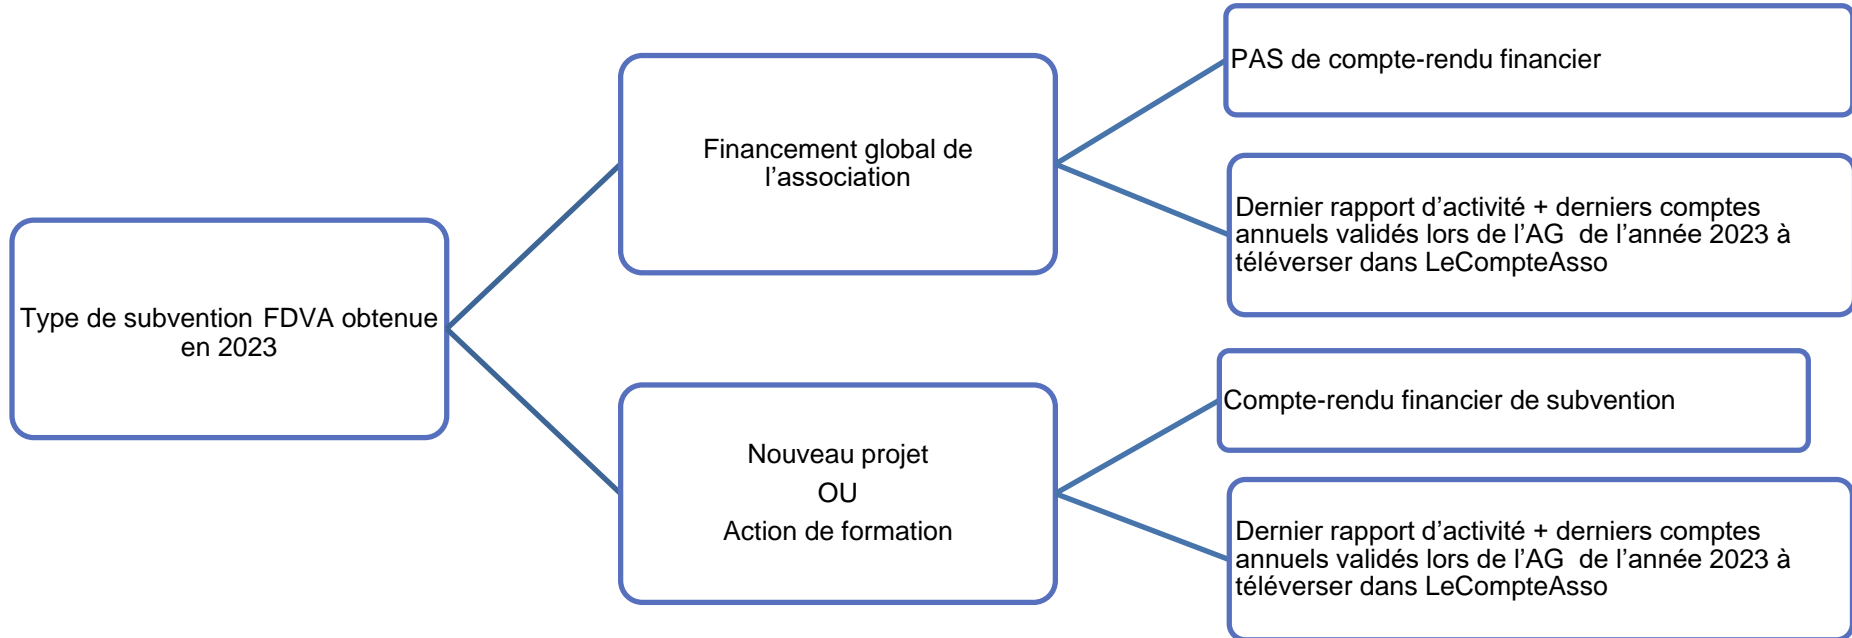 Type de subvention FDVA obtenue
en 2023
Financement global de
l’association
PAS de compte-rendu financier
Dernier rapport d’activité + derniers comptes
annuels validés lors de l’AG  de l’année 2023 à
téléverser dans LeCompteAsso
Nouveau projet
OU
Action de formation
Compte-rendu financier de subvention
Dernier rapport d’activité + derniers comptes
annuels validés lors de l’AG  de l’année 2023 à
téléverser dans LeCompteAsso